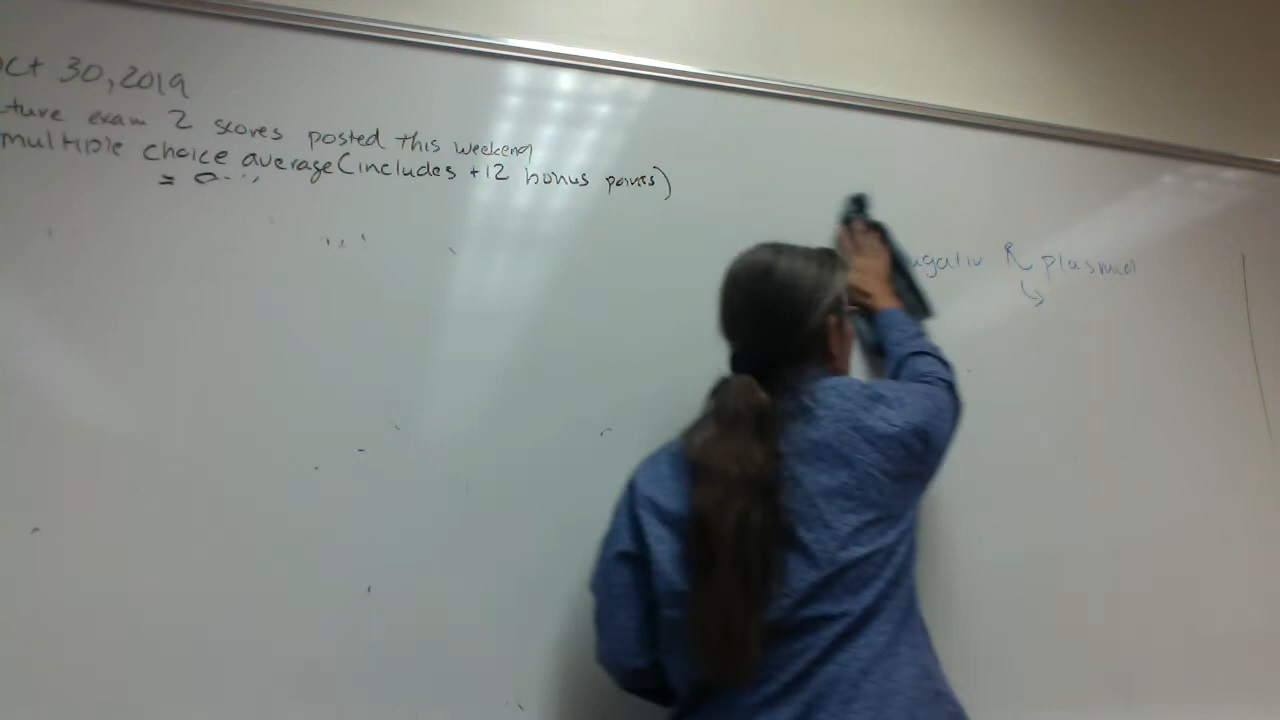 ct 30, 2019
ture exam 2 scores posted this weekend
multiple choice average (includes +12 bonus points)
=
ugativ R plasmid